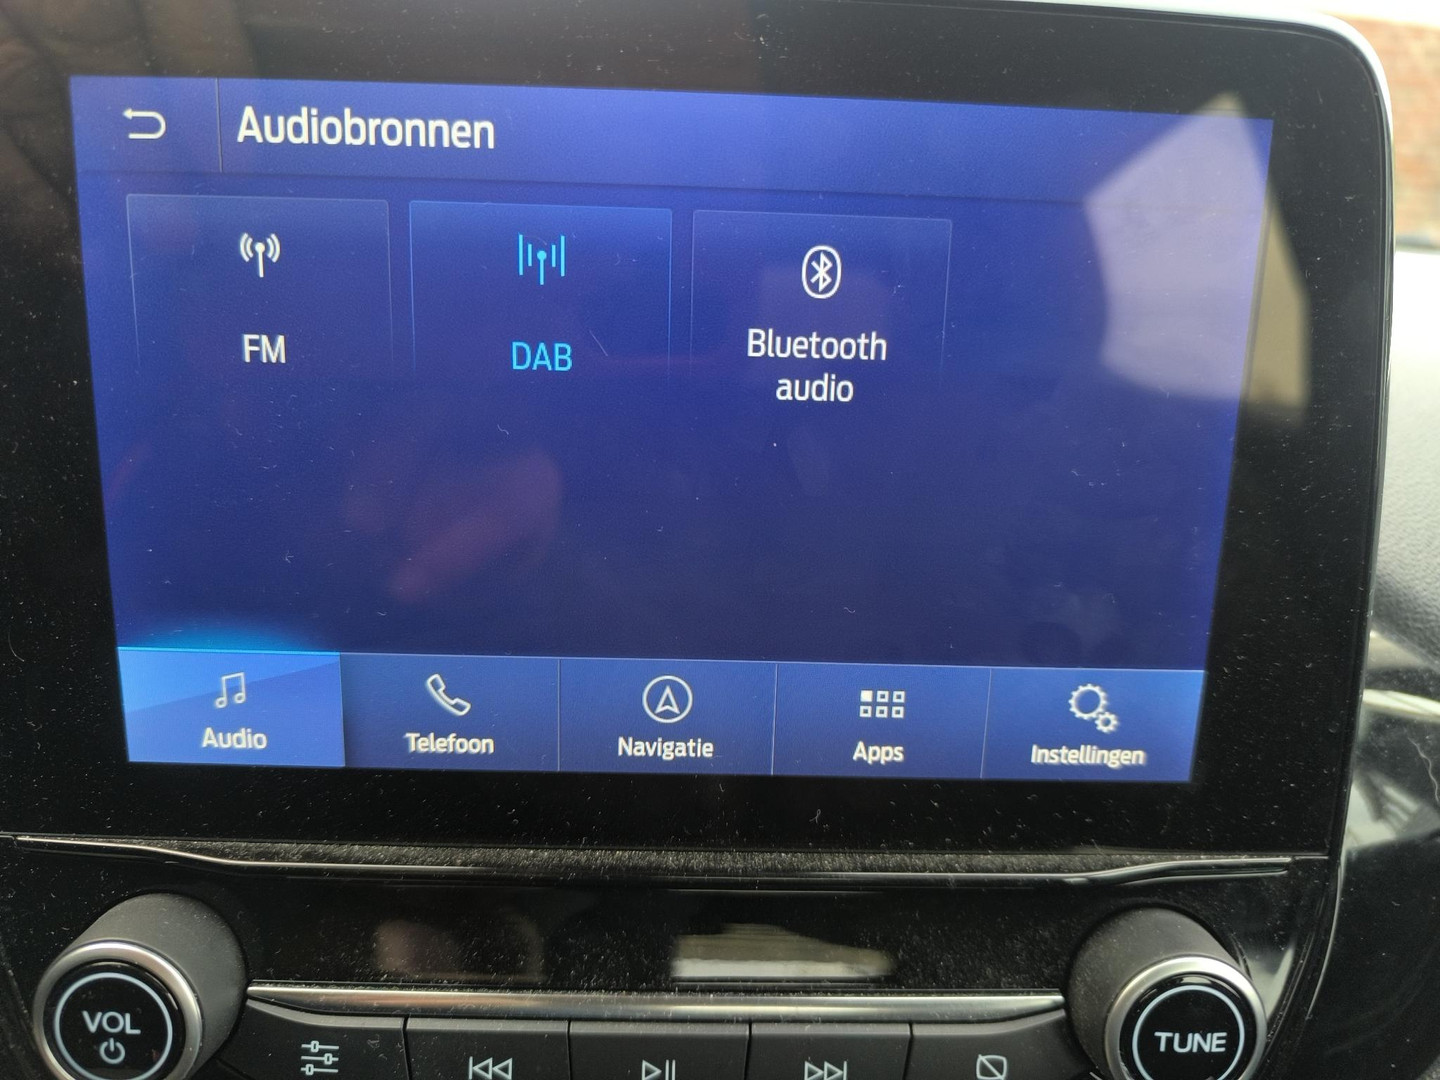 Audiobronnen
FM
DAB
Bluetooth
audio
Audio
Telefoon
Navigatie
Apps
Instellingen
VOL
TUNE